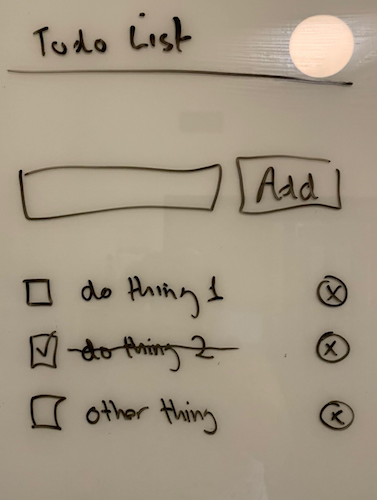 Todo List
Add
do thing 1
do thing 2
other thing